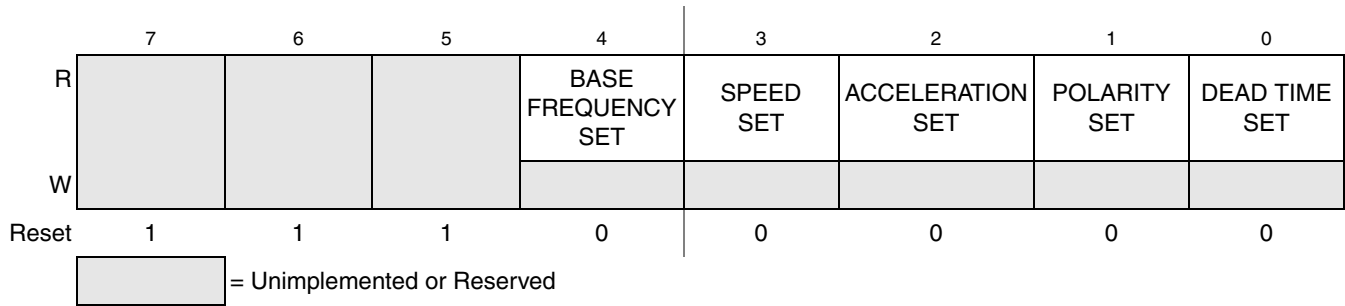 7 6 5 4 3 2 1 0
R BASE FREQUENCY SET SPEED SET ACCELERATION SET POLARITY SET DEAD TIME SET
W
Reset 1 1 1 0 0 0 0 0
= Unimplemented or Reserved